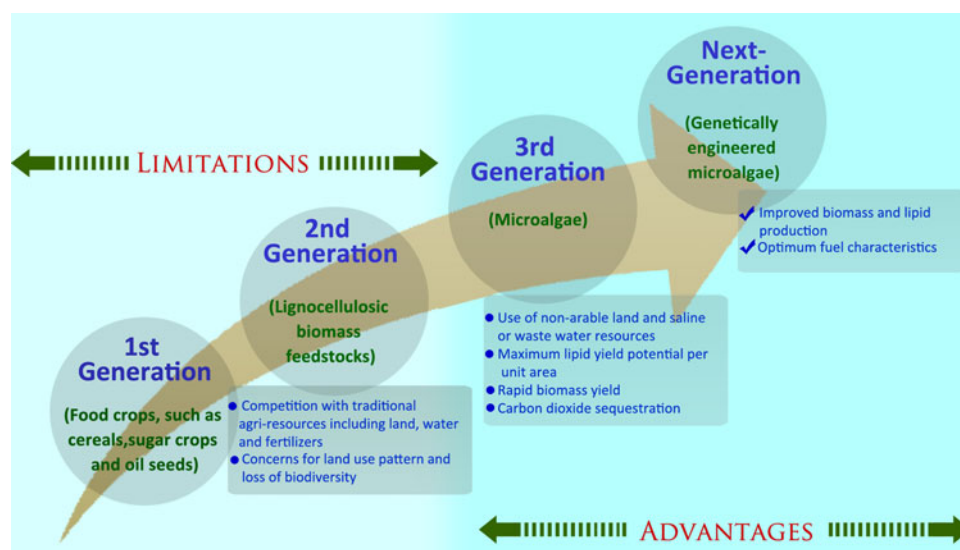 Next-
Generation
(Genetically
engineered
microalgae)
LIMITATIONS
3rd
Generation
(Microalgae)
Improved biomass and lipid
production
Optimum fuel characteristics
2nd
Generation
(Lignocellulosic
biomass
feedstocks)
Use of non-arable land and saline
or waste water resources
Maximum lipid yield potential per
unit area
Rapid biomass yield
Carbon dioxide sequestration
1st
Generation
(Food crops, such as
cereals,sugar crops
and oil seeds)
Competition with traditional
agri-resources including land, water
and fertilizers
Concerns for land use pattern and
loss of biodiversity
ADVANTAGES